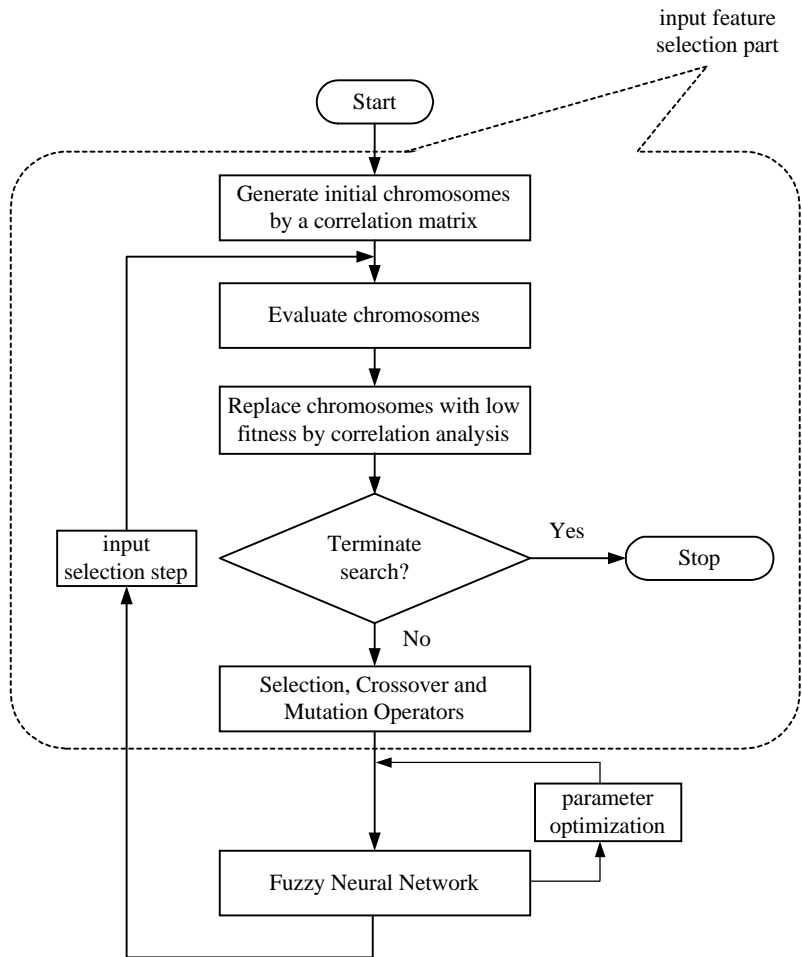 input feature
selection part
Start
Generate initial chromosomes
by a correlation matrix
Evaluate chromosomes
Replace chromosomes with low
fitness by correlation analysis
input
selection step
Terminate
search?
Yes
Stop
No
Selection, Crossover and
Mutation Operators
parameter
optimization
Fuzzy Neural Network